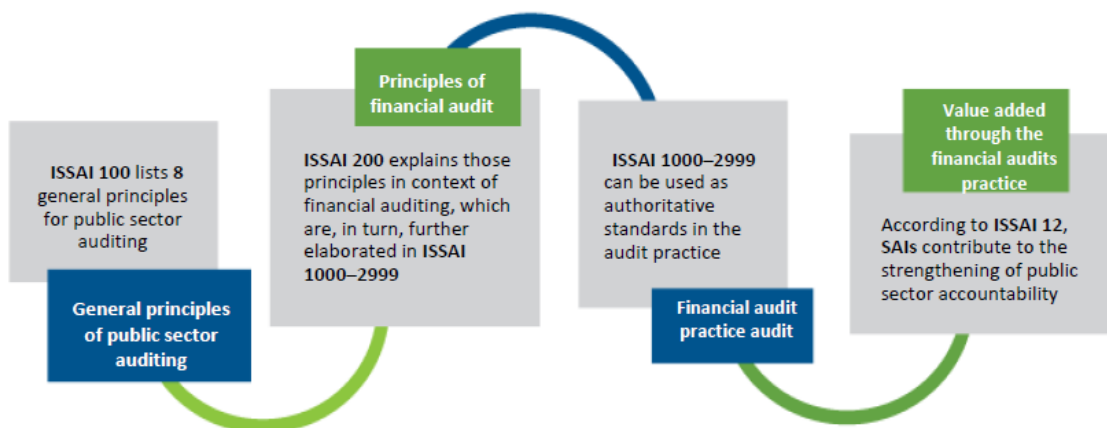 ISSAI 100 lists 8
general principles
for public sector
auditing
General principles
of public sector
auditing
Principles of
financial audit
ISSAI 200 explains those
principles in context of
financial auditing, which
are, in turn, further
elaborated in ISSAI
1000–2999
ISSAI 1000–2999
can be used as
authoritative
standards in the
audit practice
Financial audit
practice audit
Value added
through the
financial audits
practice
According to ISSAI 12,
SAIs contribute to the
strengthening of public
sector accountability